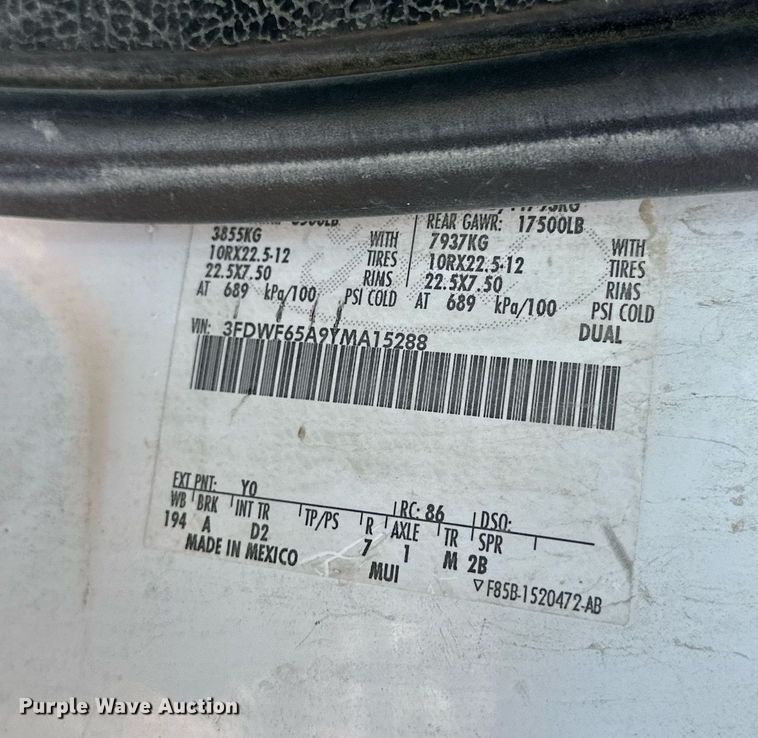 REAR GAWR: 17500LB
3855KG WITH 7937KG WITH
10RX22.5-12 TIRES 10RX22.5-12 TIRES
22.5X7.50 RIMS 22.5X7.50 RIMS
AT 689 kPa/100 PSI COLD AT 689 kPa/100 PSI COLD
DUAL
VIN: 3FDWF65A9YMA15288
EXT PNT: YO RC: 86 DSO:
WB BRK INT TR TP/PS R AXLE TR SPR
194 A D2 7 1 M 2B
MADE IN MEXICO MUI ▽F85B-1520472-AB
Purple Wave Auction